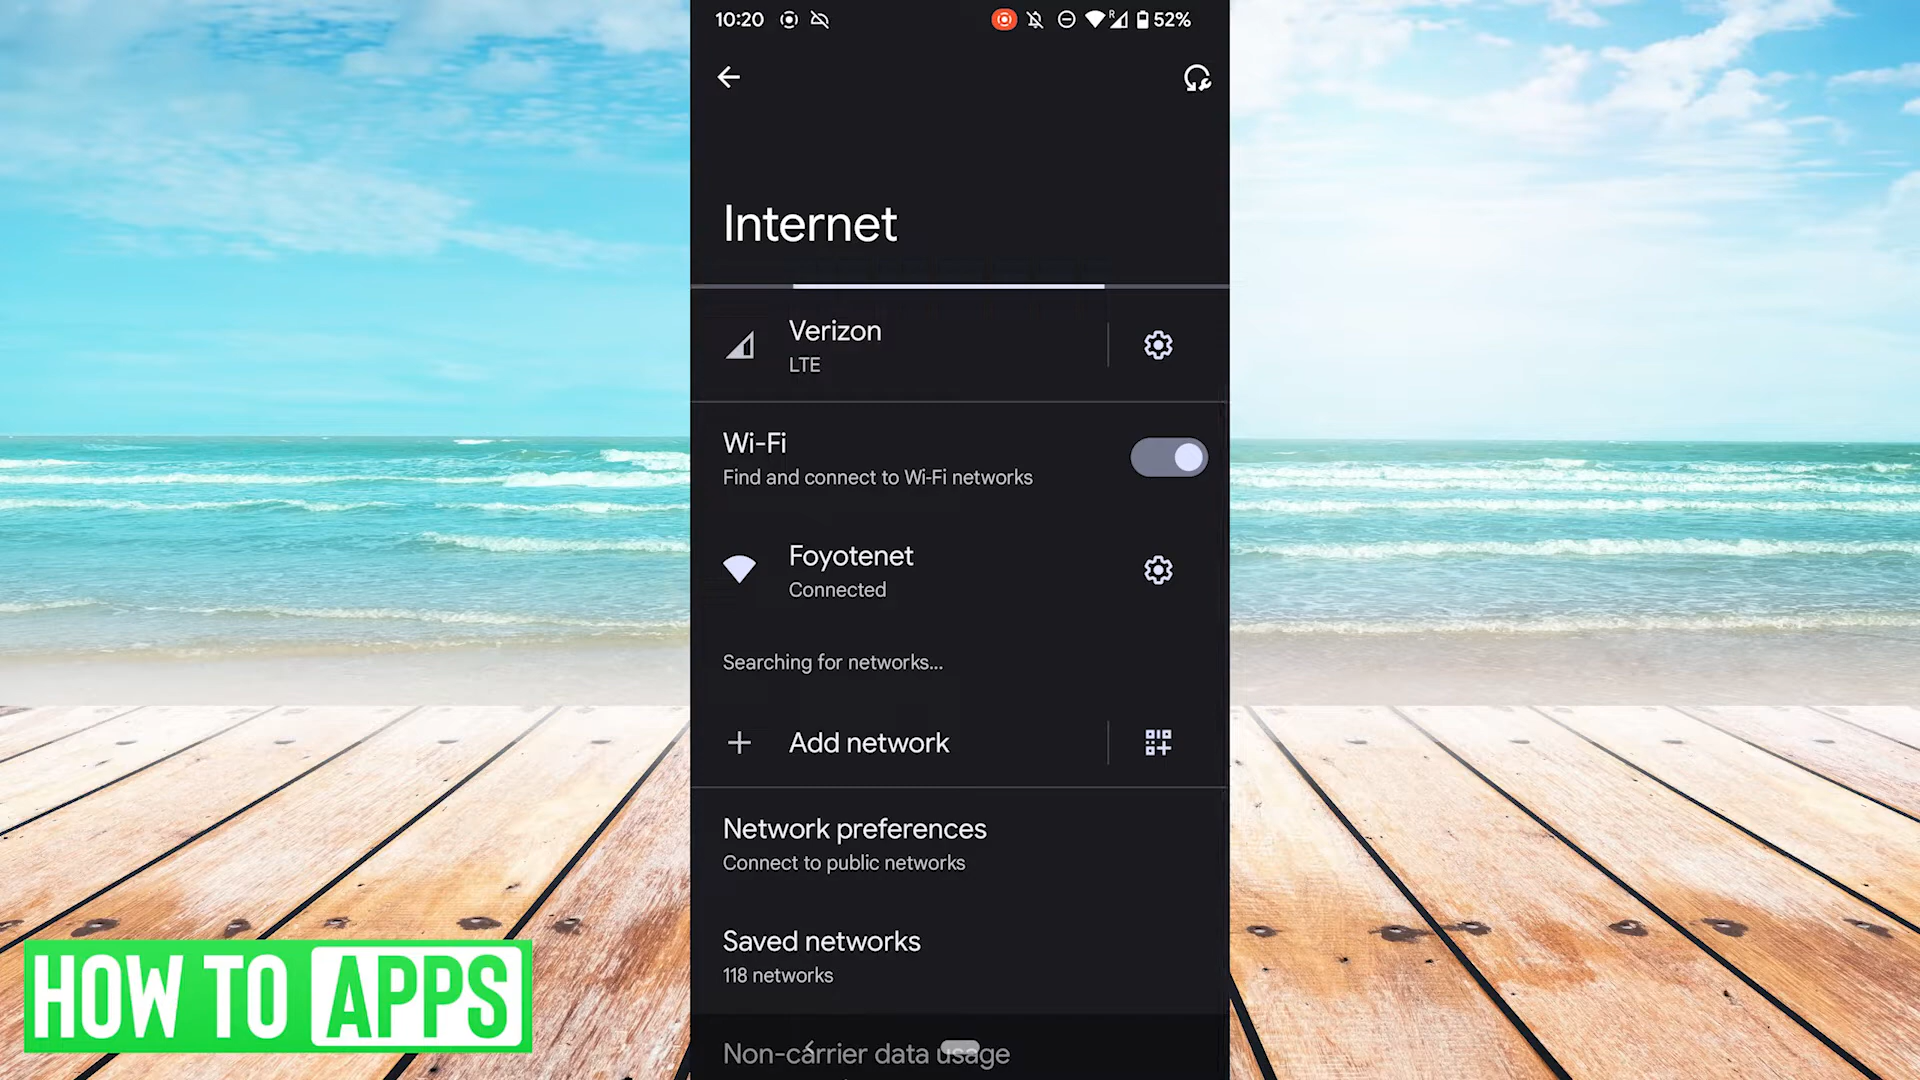 10:20
R
52%
Internet
Verizon
LTE
Wi-Fi
Find and connect to Wi-Fi networks
Foyotenet
Connected
Searching for networks...
Add network
Network preferences
Connect to public networks
Saved networks
118 networks
Non-carrier data usage
HOW TO APPS